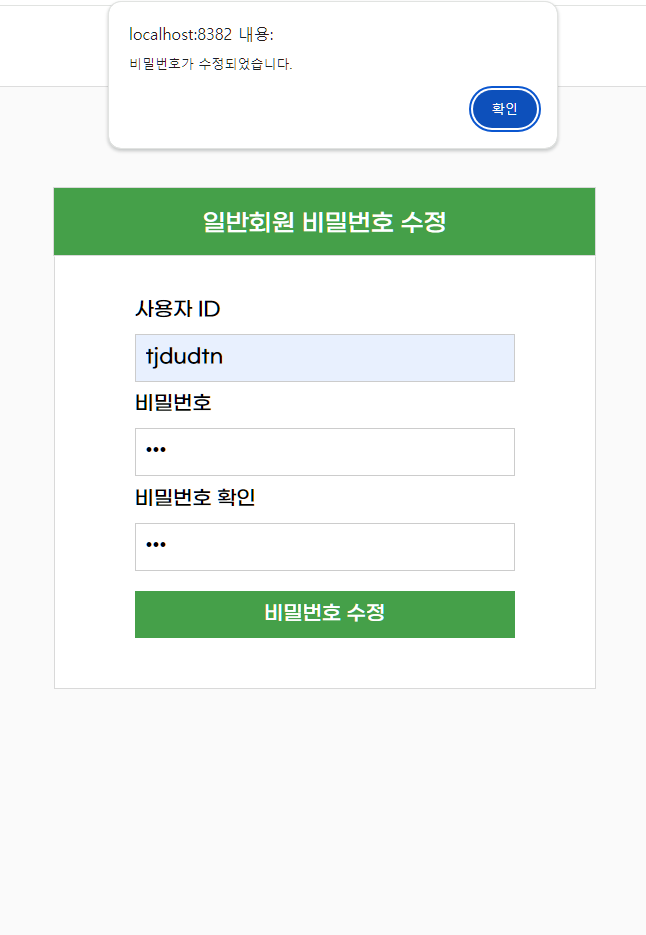 localhost:8382 내용:
비밀번호가 수정되었습니다.
확인
일반회원 비밀번호 수정
사용자 ID
tjdudtn
비밀번호
•••
비밀번호 확인
•••
비밀번호 수정